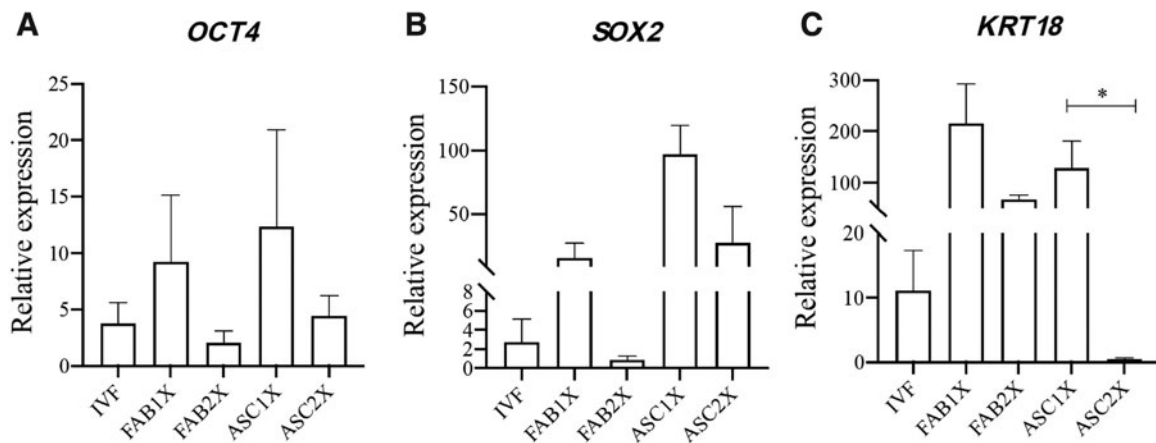 A
OCT4
Relative expression
25
20
15
10
5
0
IVF
FAB1X
FAB2X
ASC1X
ASC2X
B
SOX2
Relative expression
150
100
50
8
6
4
2
0
IVF
FAB1X
FAB2X
ASC1X
ASC2X
C
KRT18
Relative expression
300
200
100
20
10
0
*
IVF
FAB1X
FAB2X
ASC1X
ASC2X